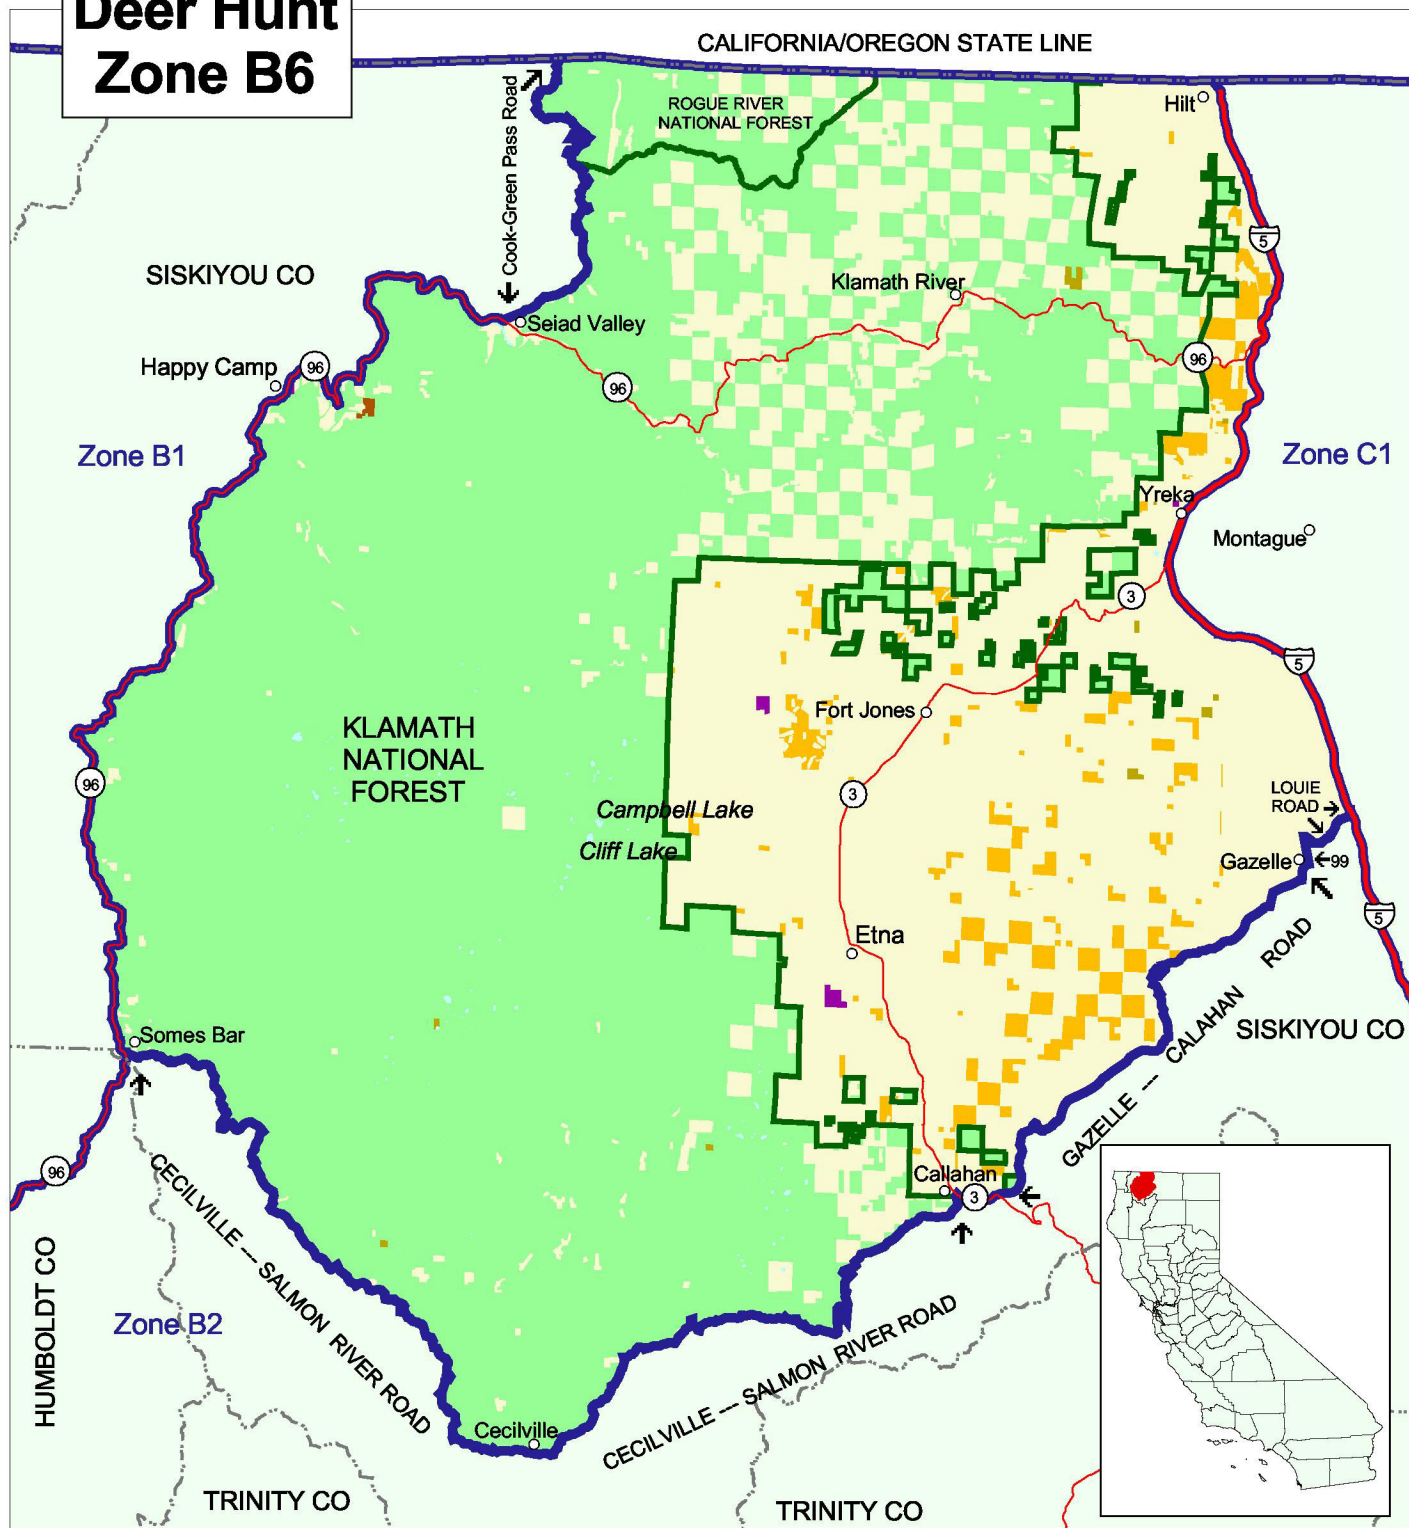 Deer Hunt
Zone B6
CALIFORNIA/OREGON STATE LINE
Cook-Green Pass Road
ROGUE RIVER
NATIONAL FOREST
Hilt
5
SISKIYOU CO
Klamath River
Seiad Valley
Happy Camp
96
96
96
Zone B1
Zone C1
Yreka
Montague
3
5
KLAMATH
NATIONAL
FOREST
Fort Jones
96
3
Campbell Lake
Cliff Lake
LOUIE
ROAD
Gazelle
99
5
Etna
ROAD
Somes Bar
SISKIYOU CO
GAZELLE --- CALAHAN
96
Callahan
3
CECILVILLE --- SALMON RIVER ROAD
HUMBOLDT CO
Zone B2
CECILVILLE --- SALMON RIVER ROAD
Cecilville
TRINITY CO
TRINITY CO